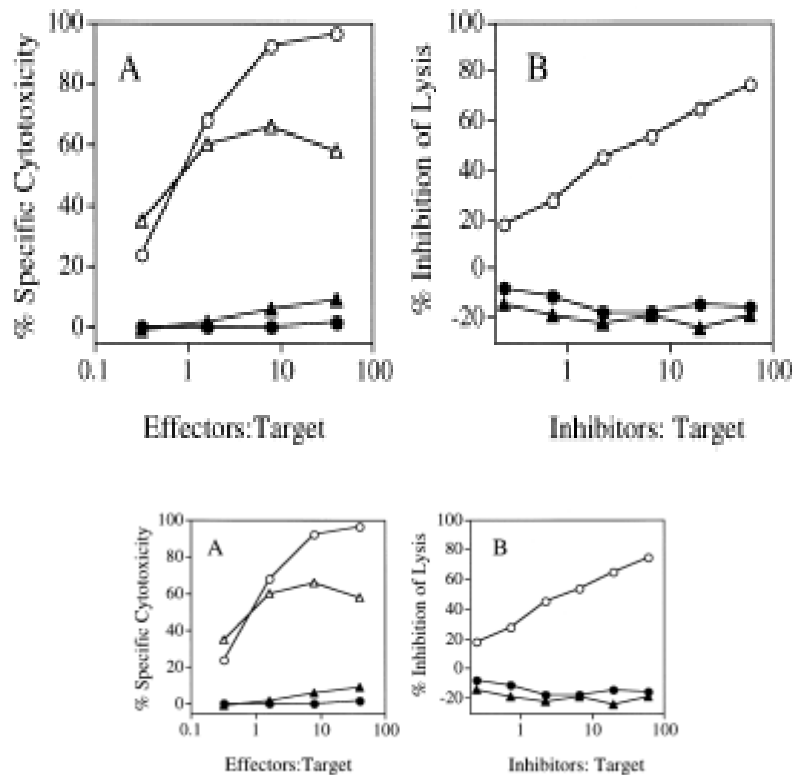 100
80
60
40
20
0
A
% Specific Cytotoxicity
0.1 1 10 100
Effectors:Target
100
80
60
40
20
0
-20
B
% Inhibition of Lysis
1 10 100
Inhibitors: Target
100
80
60
40
20
0
A
% Specific Cytotoxicity
0.1 1 10 100
Effectors:Target
100
80
60
40
20
0
-20
B
% Inhibition of Lysis
1 10 100
Inhibitors: Target